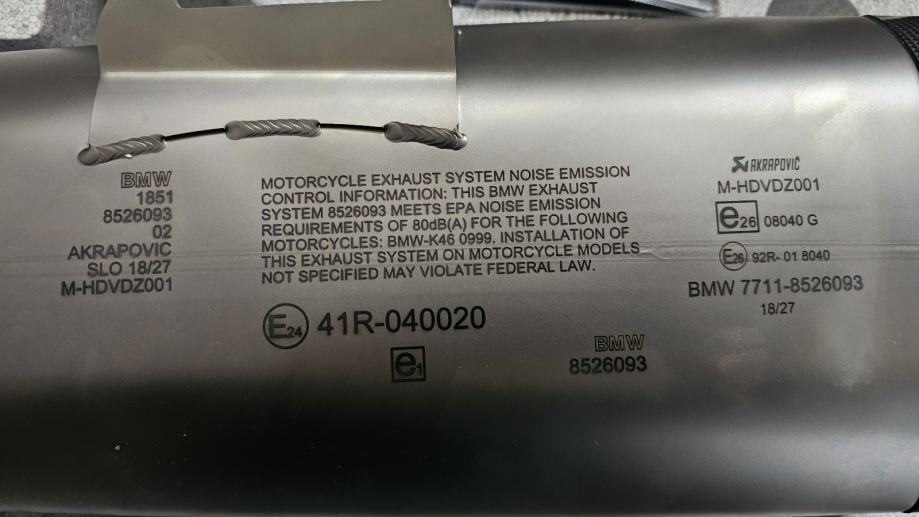 BMW
1851
8526093
02
AKRAPOVIC
SLO 18/27
M-HDVDZ001
MOTORCYCLE EXHAUST SYSTEM NOISE EMISSION
CONTROL INFORMATION: THIS BMW EXHAUST
SYSTEM 8526093 MEETS EPA NOISE EMISSION
REQUIREMENTS OF 80dB(A) FOR THE FOLLOWING
MOTORCYCLES: BMW-K46 0999. INSTALLATION OF
THIS EXHAUST SYSTEM ON MOTORCYCLE MODELS
NOT SPECIFIED MAY VIOLATE FEDERAL LAW.
E24 41R-040020
e1
BMW
8526093
AKRAPOVIČ
M-HDVDZ001
e26 08040 G
E26 92R- 01 8040
BMW 7711-8526093
18/27